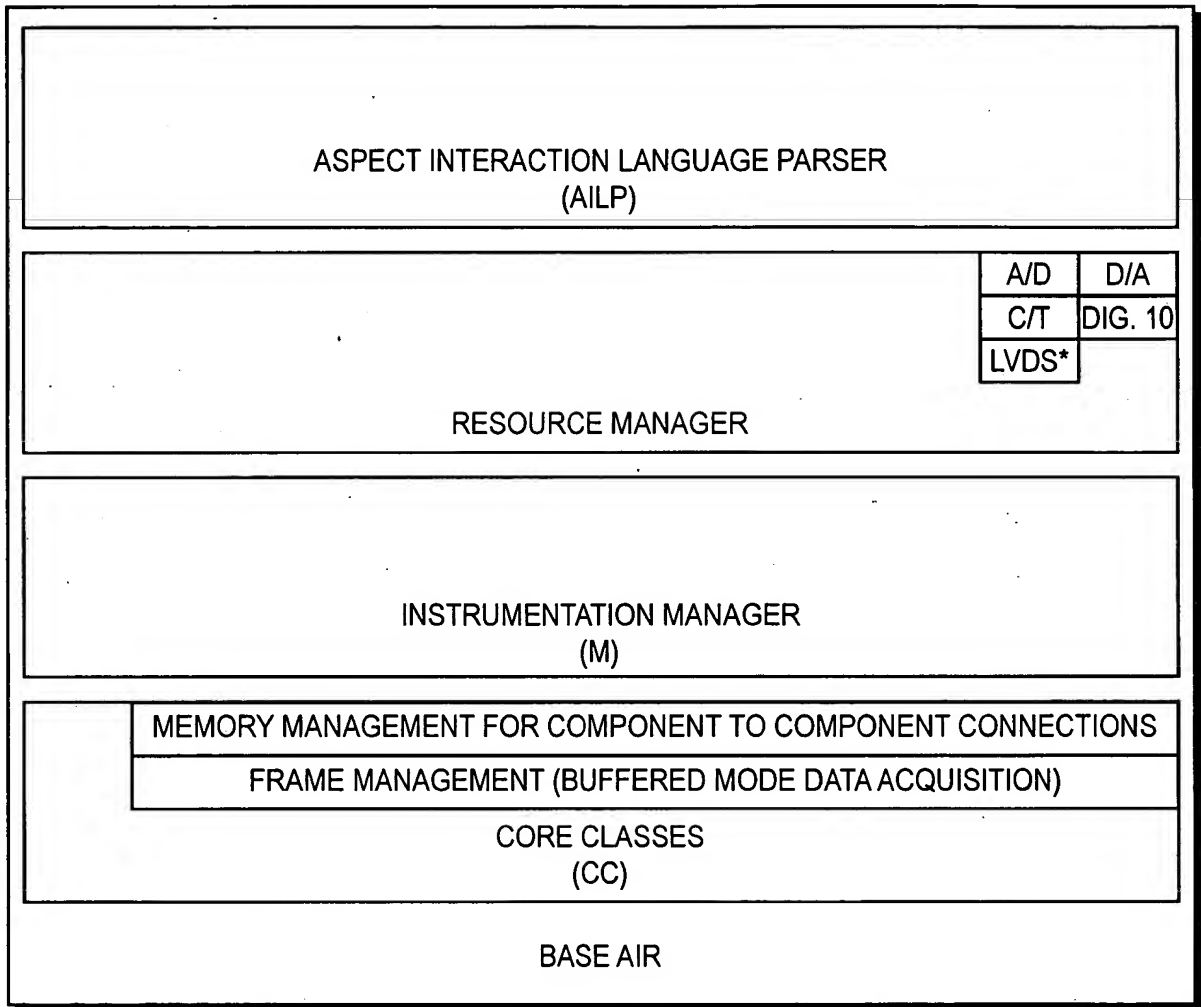 ASPECT INTERACTION LANGUAGE PARSER
(AILP)
A/D D/A
C/T DIG. 10
LVDS*
RESOURCE MANAGER
INSTRUMENTATION MANAGER
(M)
MEMORY MANAGEMENT FOR COMPONENT TO COMPONENT CONNECTIONS
FRAME MANAGEMENT (BUFFERED MODE DATA ACQUISITION)
CORE CLASSES
(CC)
BASE AIR